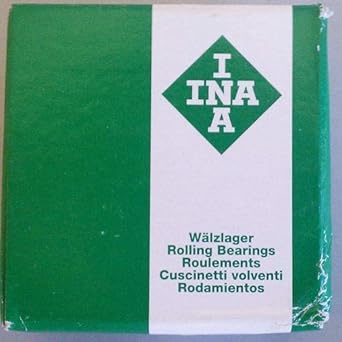 I
INA
N
A
Wälzlager
Rolling Bearings
Roulements
Cuscinetti volventi
Rodamientos